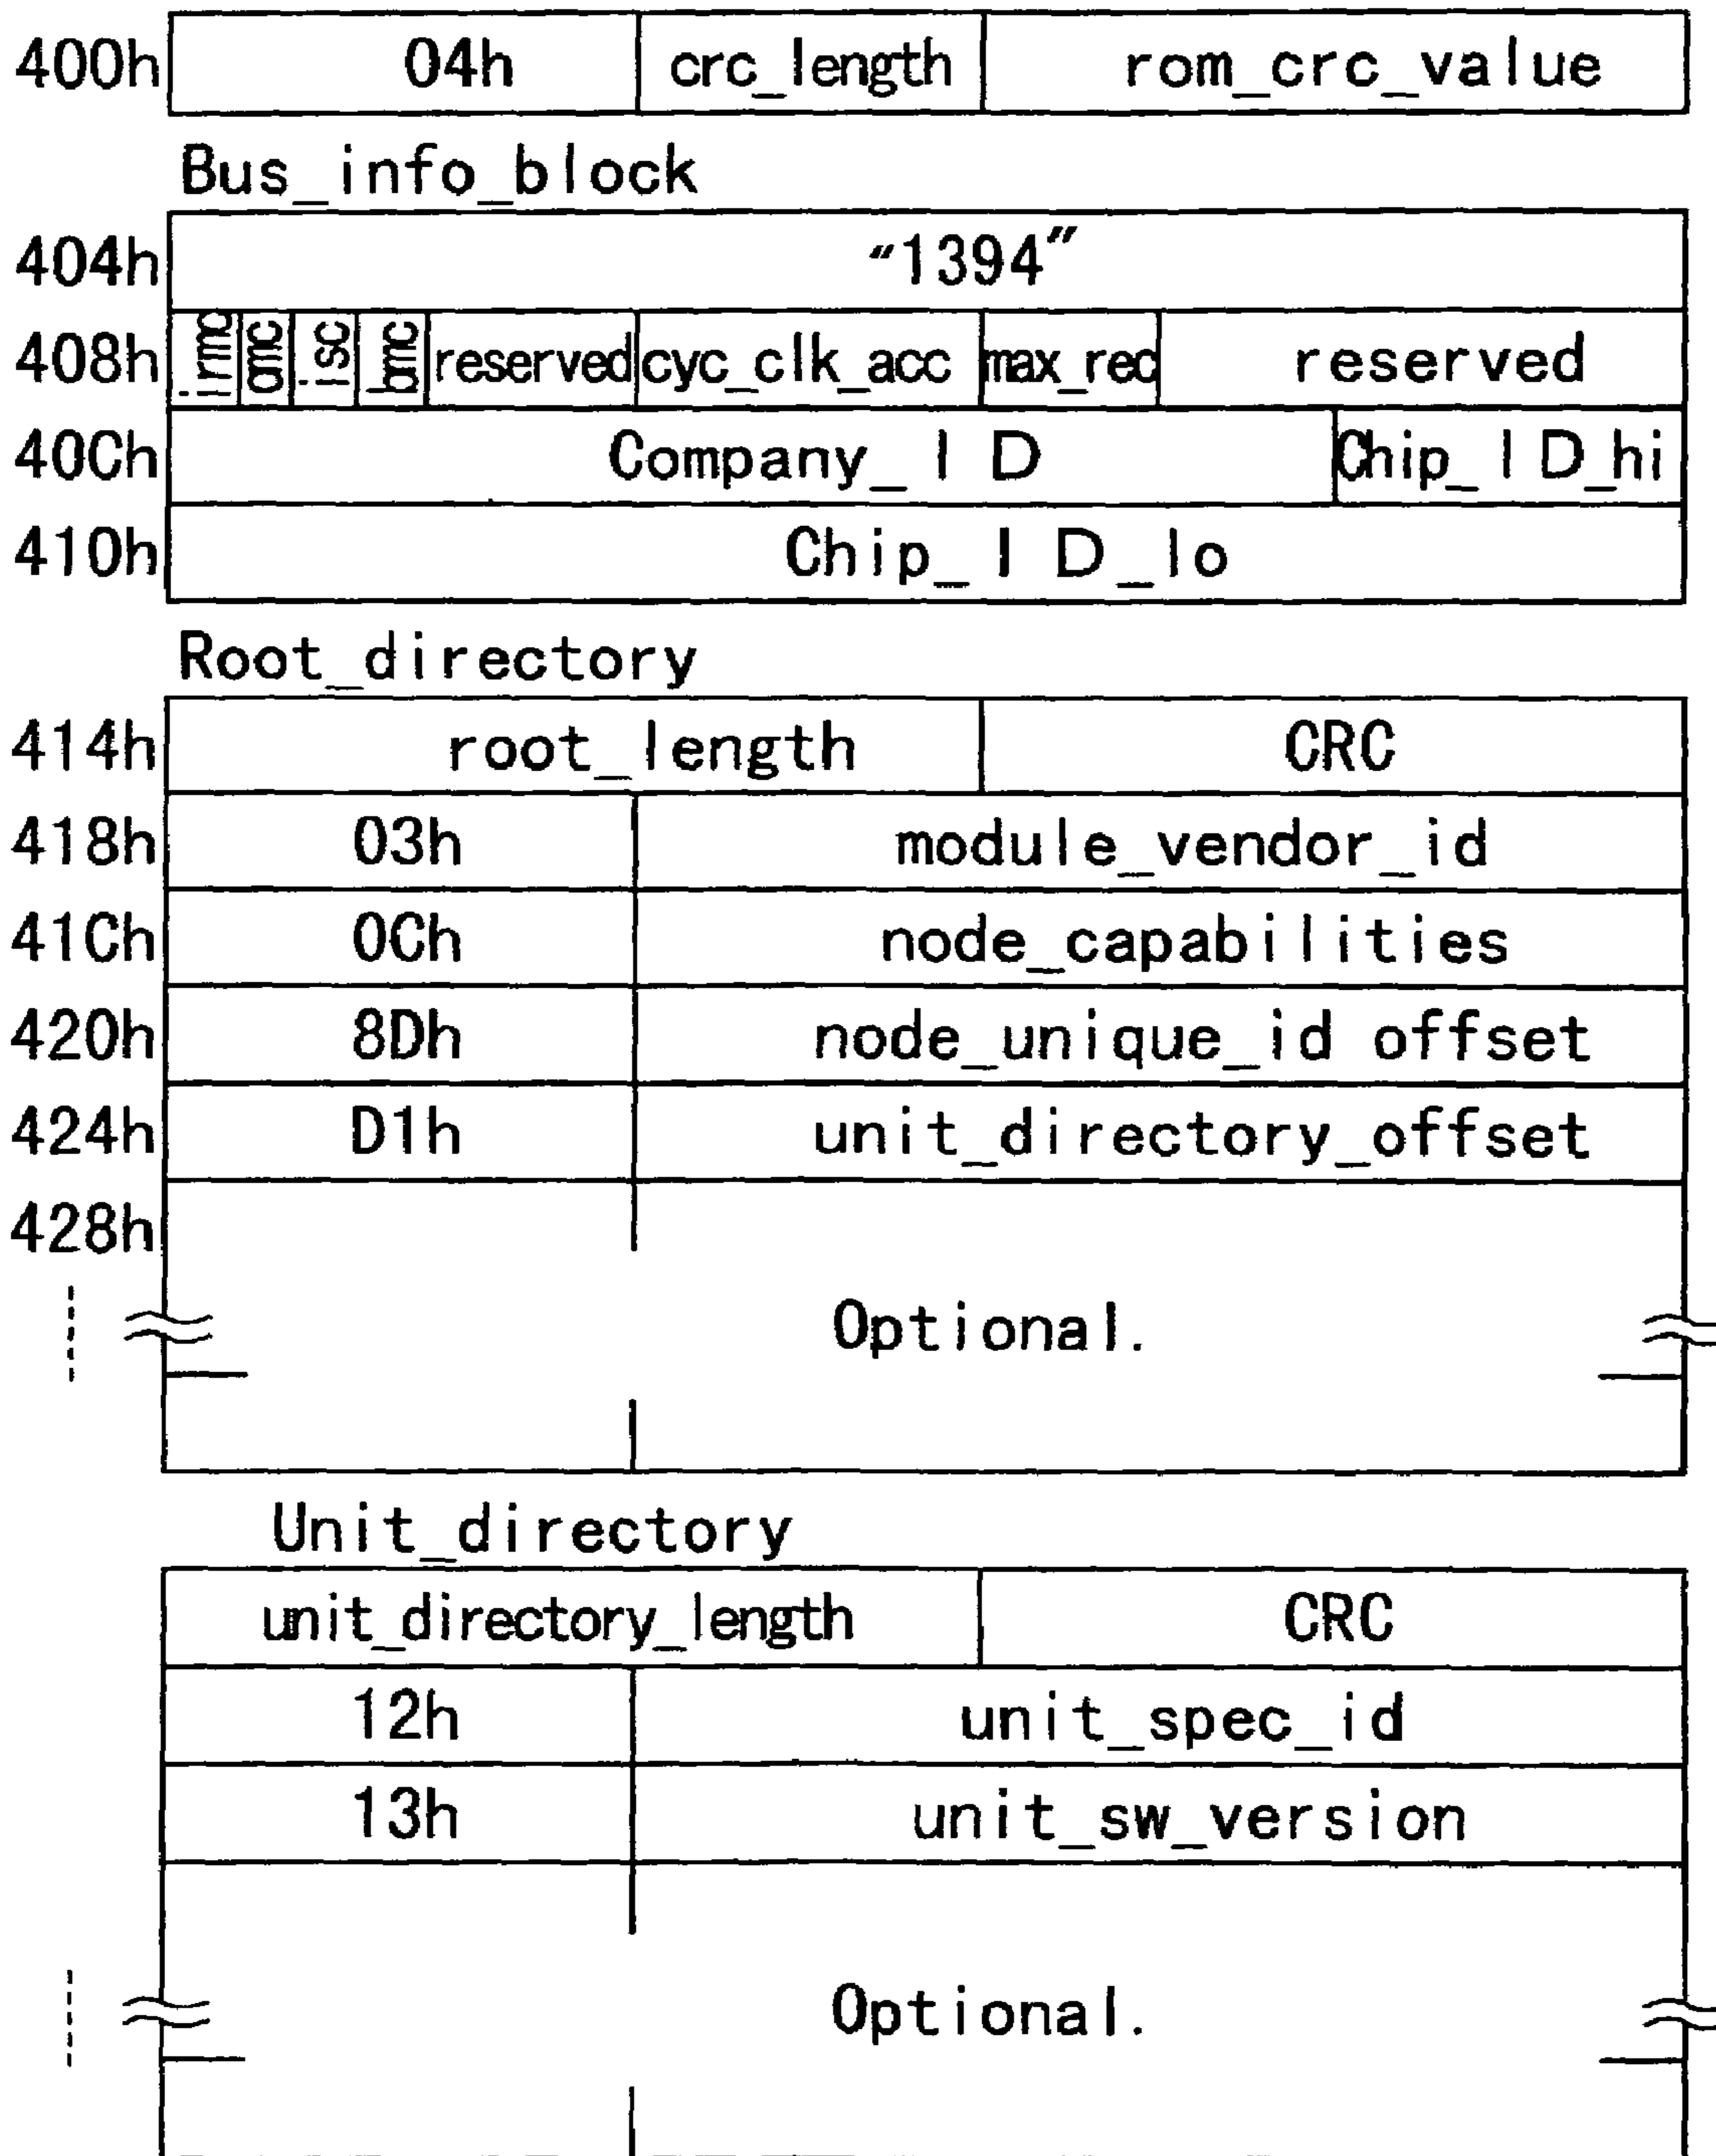 400h 04h crc_length rom_crc_value
Bus_info_block
404h "1394"
408h irmc cmc isc bmc reserved cyc_clk_acc max_rec reserved
40Ch Company_ID Chip_ID_hi
410h Chip_ID_lo
Root_directory
414h root_length CRC
418h 03h module_vendor_id
41Ch 0Ch node_capabilities
420h 8Dh node_unique_id offset
424h D1h unit_directory_offset
428h
Optional.
Unit_directory
unit_directory_length CRC
12h unit_spec_id
13h unit_sw_version
Optional.